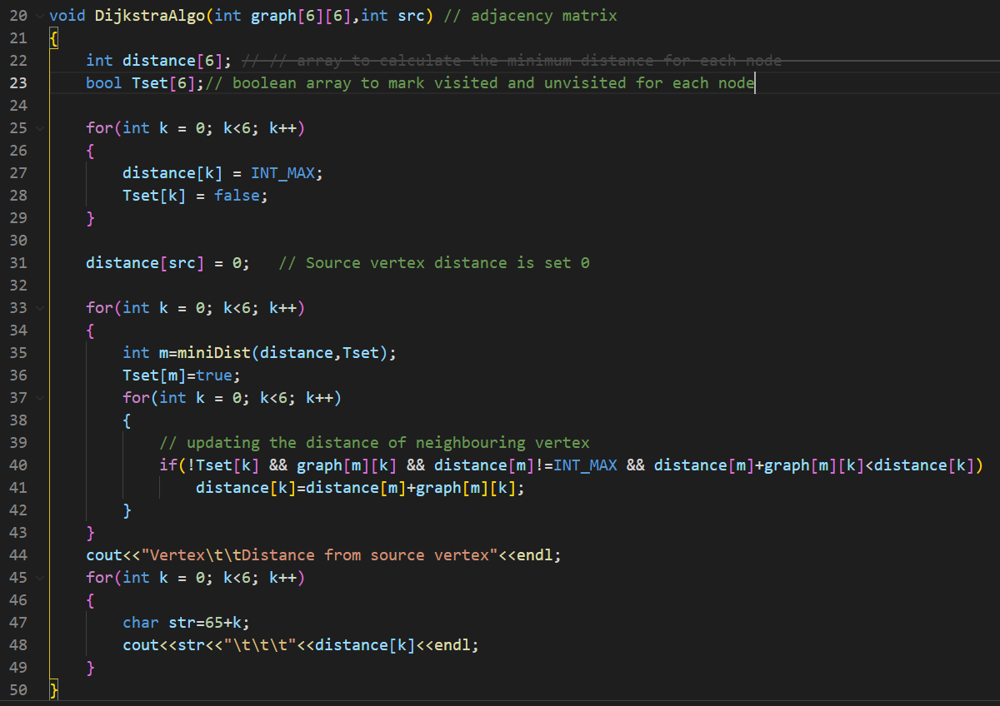 20 void DijkstraAlgo(int graph[6][6],int src) // adjacency matrix
21 {
22     int distance[6]; // // array to calculate the minimum distance for each node
23     bool Tset[6];// boolean array to mark visited and unvisited for each node
24
25     for(int k = 0; k<6; k++)
26     {
27         distance[k] = INT_MAX;
28         Tset[k] = false;
29     }
30
31     distance[src] = 0;   // Source vertex distance is set 0
32
33     for(int k = 0; k<6; k++)
34     {
35         int m=miniDist(distance,Tset);
36         Tset[m]=true;
37         for(int k = 0; k<6; k++)
38         {
39             // updating the distance of neighbouring vertex
40             if(!Tset[k] && graph[m][k] && distance[m]!=INT_MAX && distance[m]+graph[m][k]<distance[k])
41                 distance[k]=distance[m]+graph[m][k];
42         }
43     }
44     cout<<"Vertex\t\tDistance from source vertex"<<endl;
45     for(int k = 0; k<6; k++)
46     {
47         char str=65+k;
48         cout<<str<<"\t\t\t"<<distance[k]<<endl;
49     }
50 }